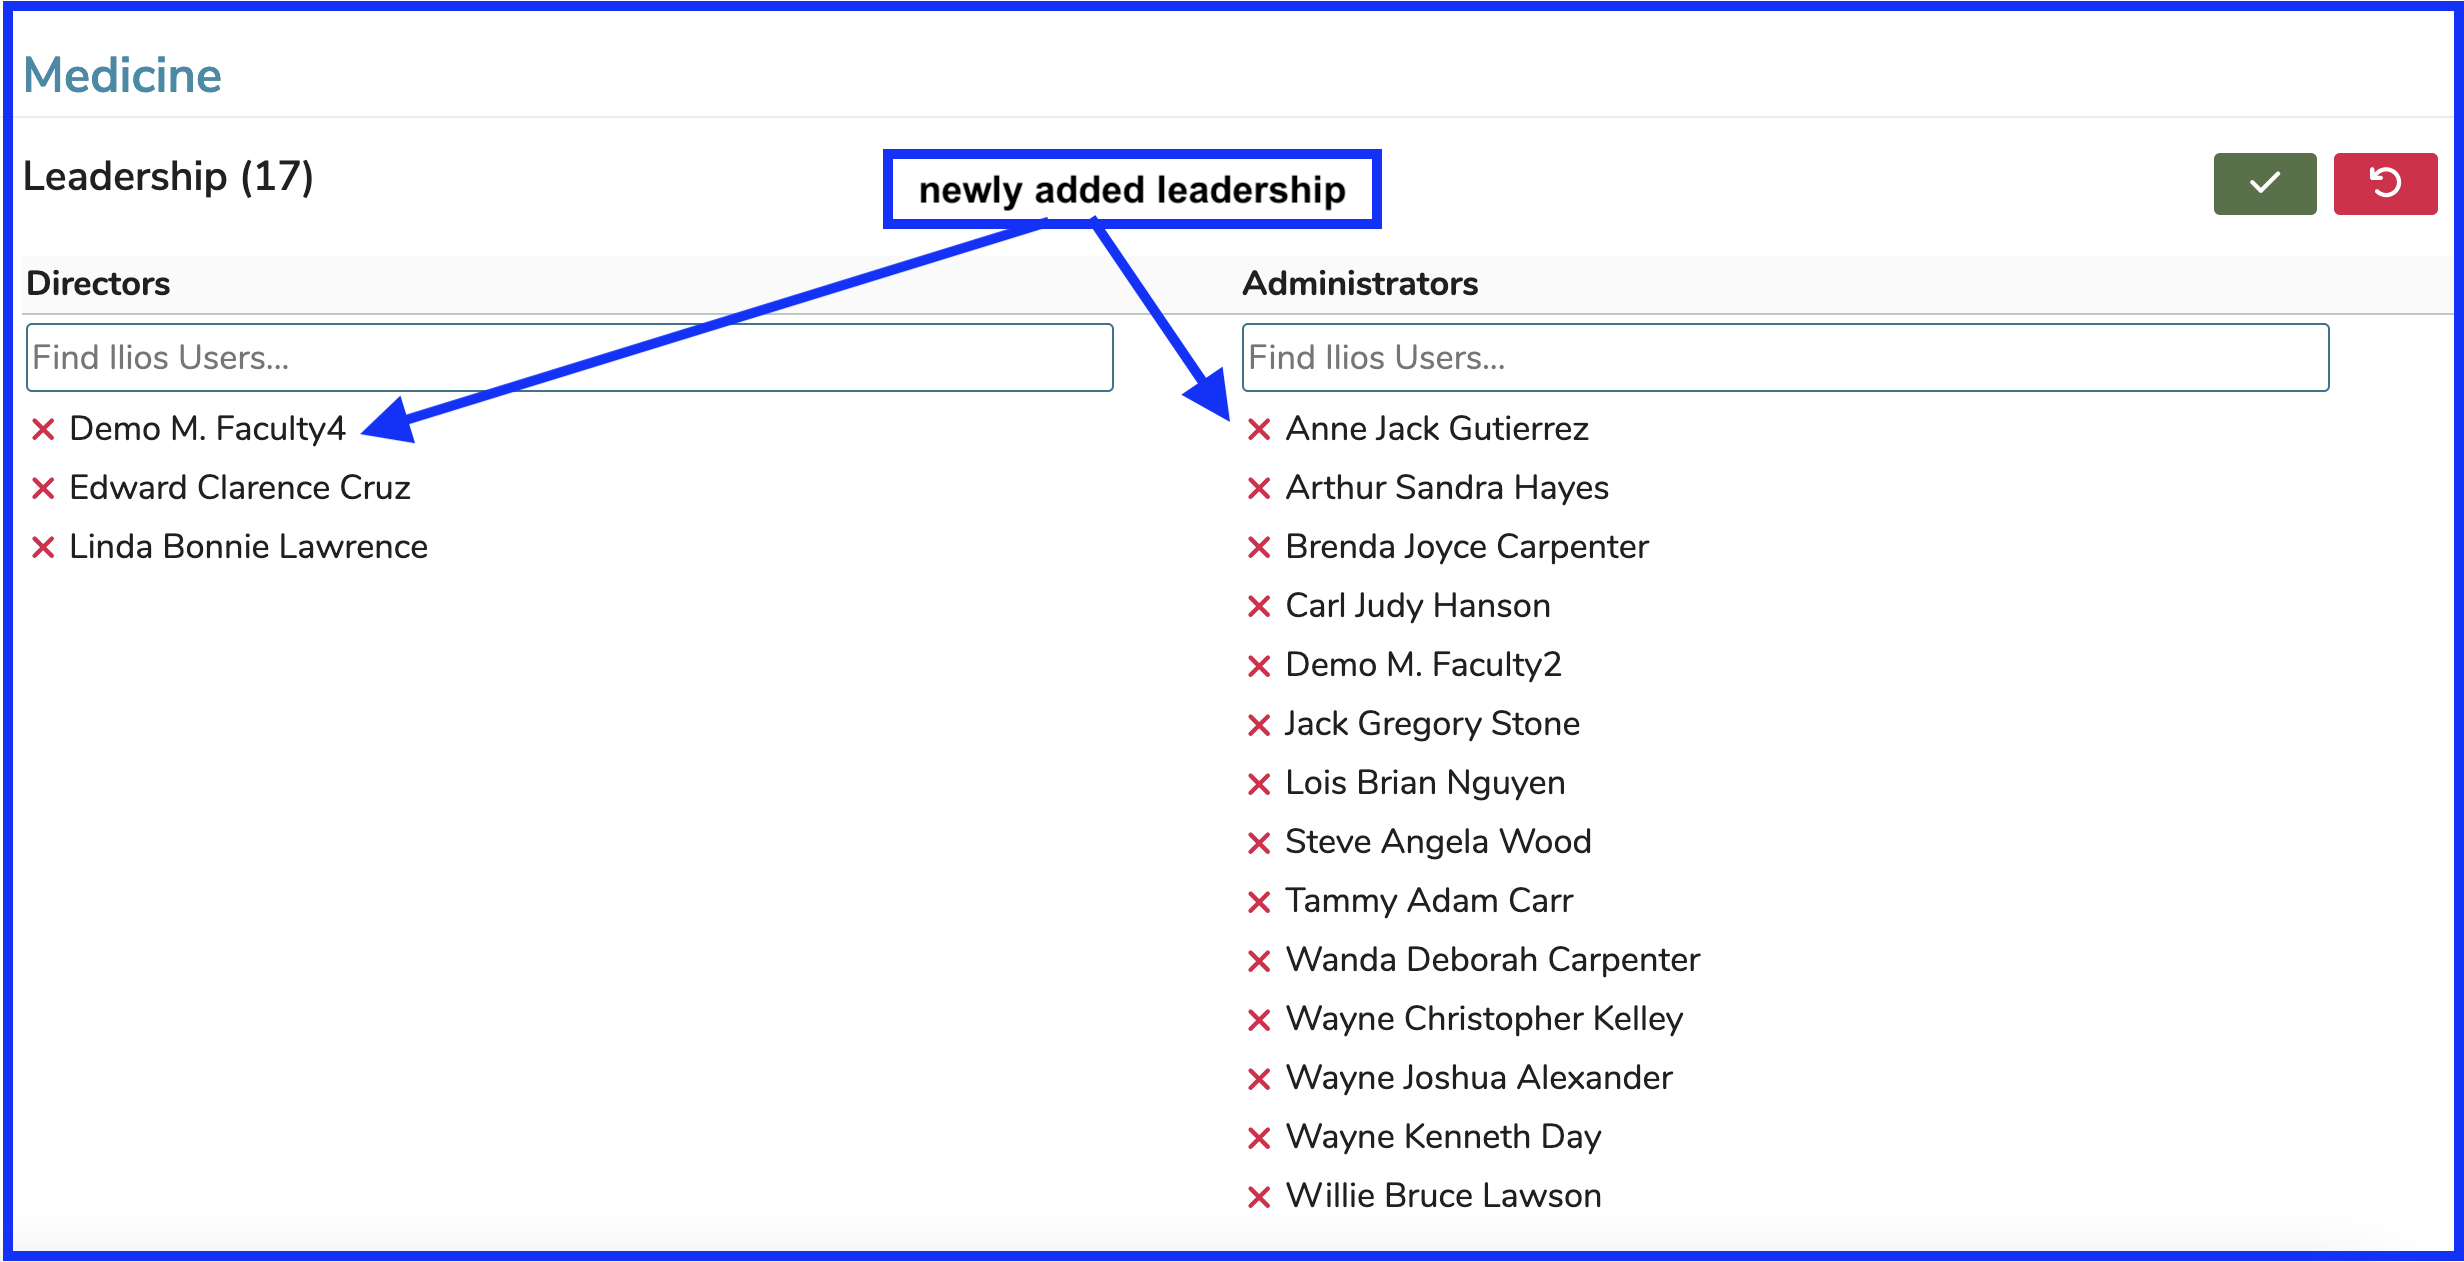 Medicine
Leadership (17)
newly added leadership
Directors
Administrators
Find Ilios Users...
Find Ilios Users...
Demo M. Faculty4
Edward Clarence Cruz
Linda Bonnie Lawrence
Anne Jack Gutierrez
Arthur Sandra Hayes
Brenda Joyce Carpenter
Carl Judy Hanson
Demo M. Faculty2
Jack Gregory Stone
Lois Brian Nguyen
Steve Angela Wood
Tammy Adam Carr
Wanda Deborah Carpenter
Wayne Christopher Kelley
Wayne Joshua Alexander
Wayne Kenneth Day
Willie Bruce Lawson